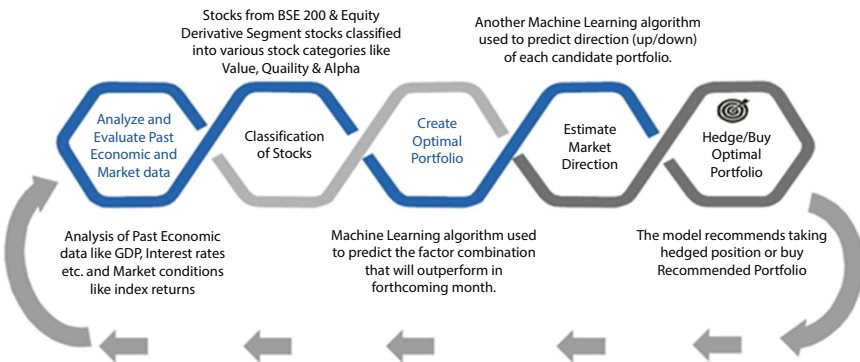 Stocks from BSE 200 & Equity
Derivative Segment stocks classified
into various stock categories like
Value, Quaility & Alpha
Another Machine Learning algorithm
used to predict direction (up/down)
of each candidate portfolio.
Analyze and
Evaluate Past
Economic and
Market data
Classification
of Stocks
Create
Optimal
Portfolio
Estimate
Market
Direction
Hedge/Buy
Optimal
Portfolio
Analysis of Past Economic
data like GDP, Interest rates
etc. and Market conditions
like index returns
Machine Learning algorithm used
to predict the factor combination
that will outperform in
forthcoming month.
The model recommends taking
hedged position or buy
Recommended Portfolio